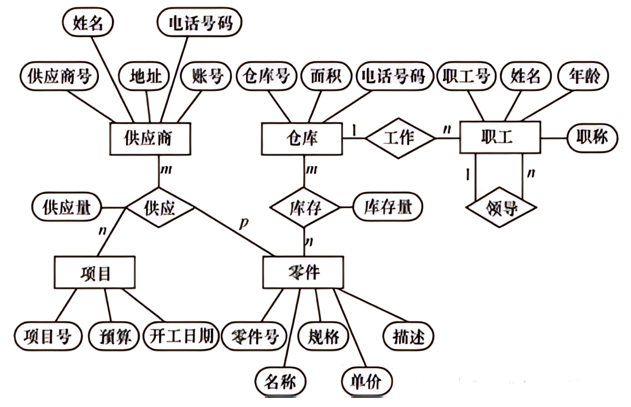 姓名 电话号码
供应商号 地址 账号 仓库号 面积 电话号码 职工号 姓名 年龄
供应商 仓库 1 工作 n 职工 职称
m m 1 n
供应量 供应 库存 库存量 领导
n p n
项目 零件
项目号 预算 开工日期 零件号 规格 描述
名称 单价